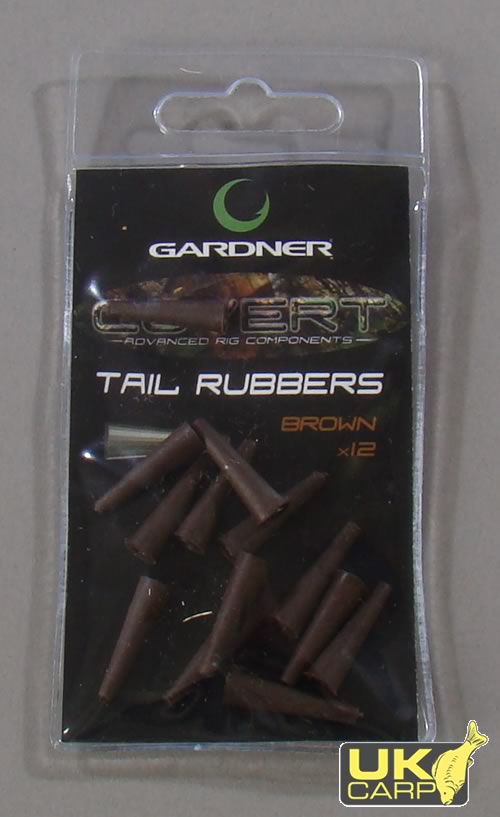 GARDNER
COVERT
ADVANCED RIG COMPONENTS
TAIL RUBBERS
BROWN
x12
UK
CARP